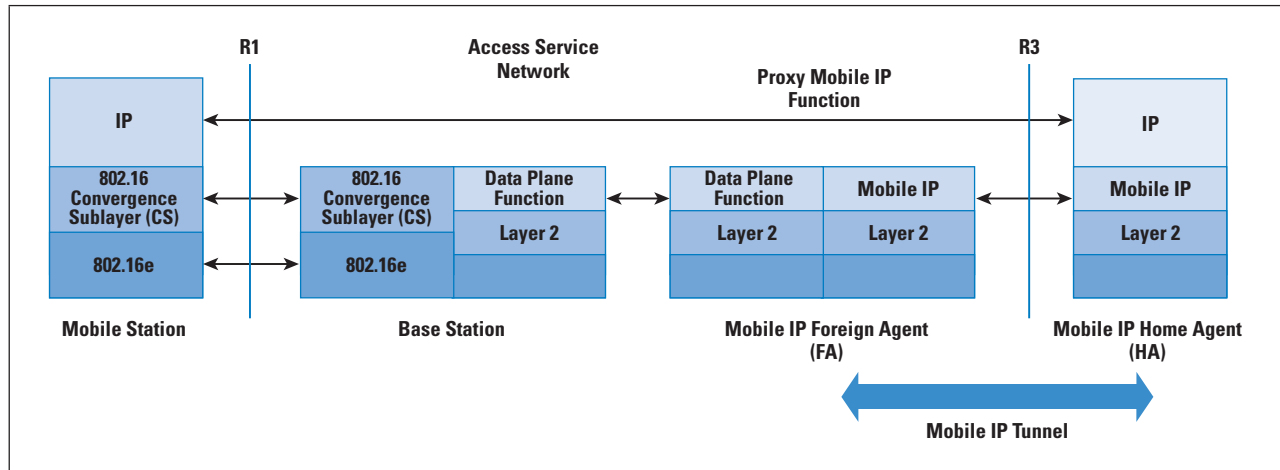 R1
Access Service
Network
R3
Proxy Mobile IP
Function
IP
IP
802.16
Convergence
Sublayer (CS)
802.16
Convergence
Sublayer (CS)
Data Plane
Function
Data Plane
Function
Mobile IP
Mobile IP
Layer 2
Layer 2
Layer 2
Layer 2
802.16e
802.16e
Mobile Station
Base Station
Mobile IP Foreign Agent
(FA)
Mobile IP Home Agent
(HA)
Mobile IP Tunnel